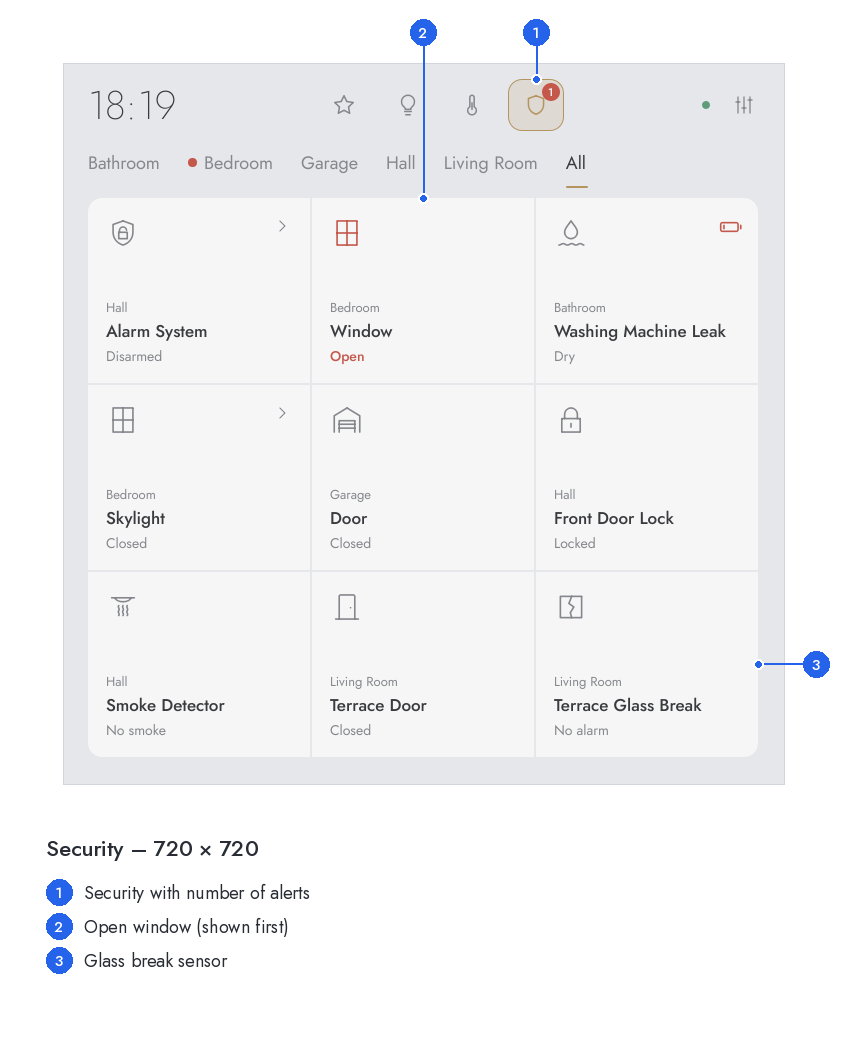 2
1
18:19
1
Bathroom
Bedroom
Garage
Hall
Living Room
All
Hall
Alarm System
Disarmed
Bedroom
Window
Open
Bathroom
Washing Machine Leak
Dry
Bedroom
Skylight
Closed
Garage
Door
Closed
Hall
Front Door Lock
Locked
Hall
Smoke Detector
No smoke
Living Room
Terrace Door
Closed
Living Room
Terrace Glass Break
No alarm
3
Security – 720 × 720
1 Security with number of alerts
2 Open window (shown first)
3 Glass break sensor